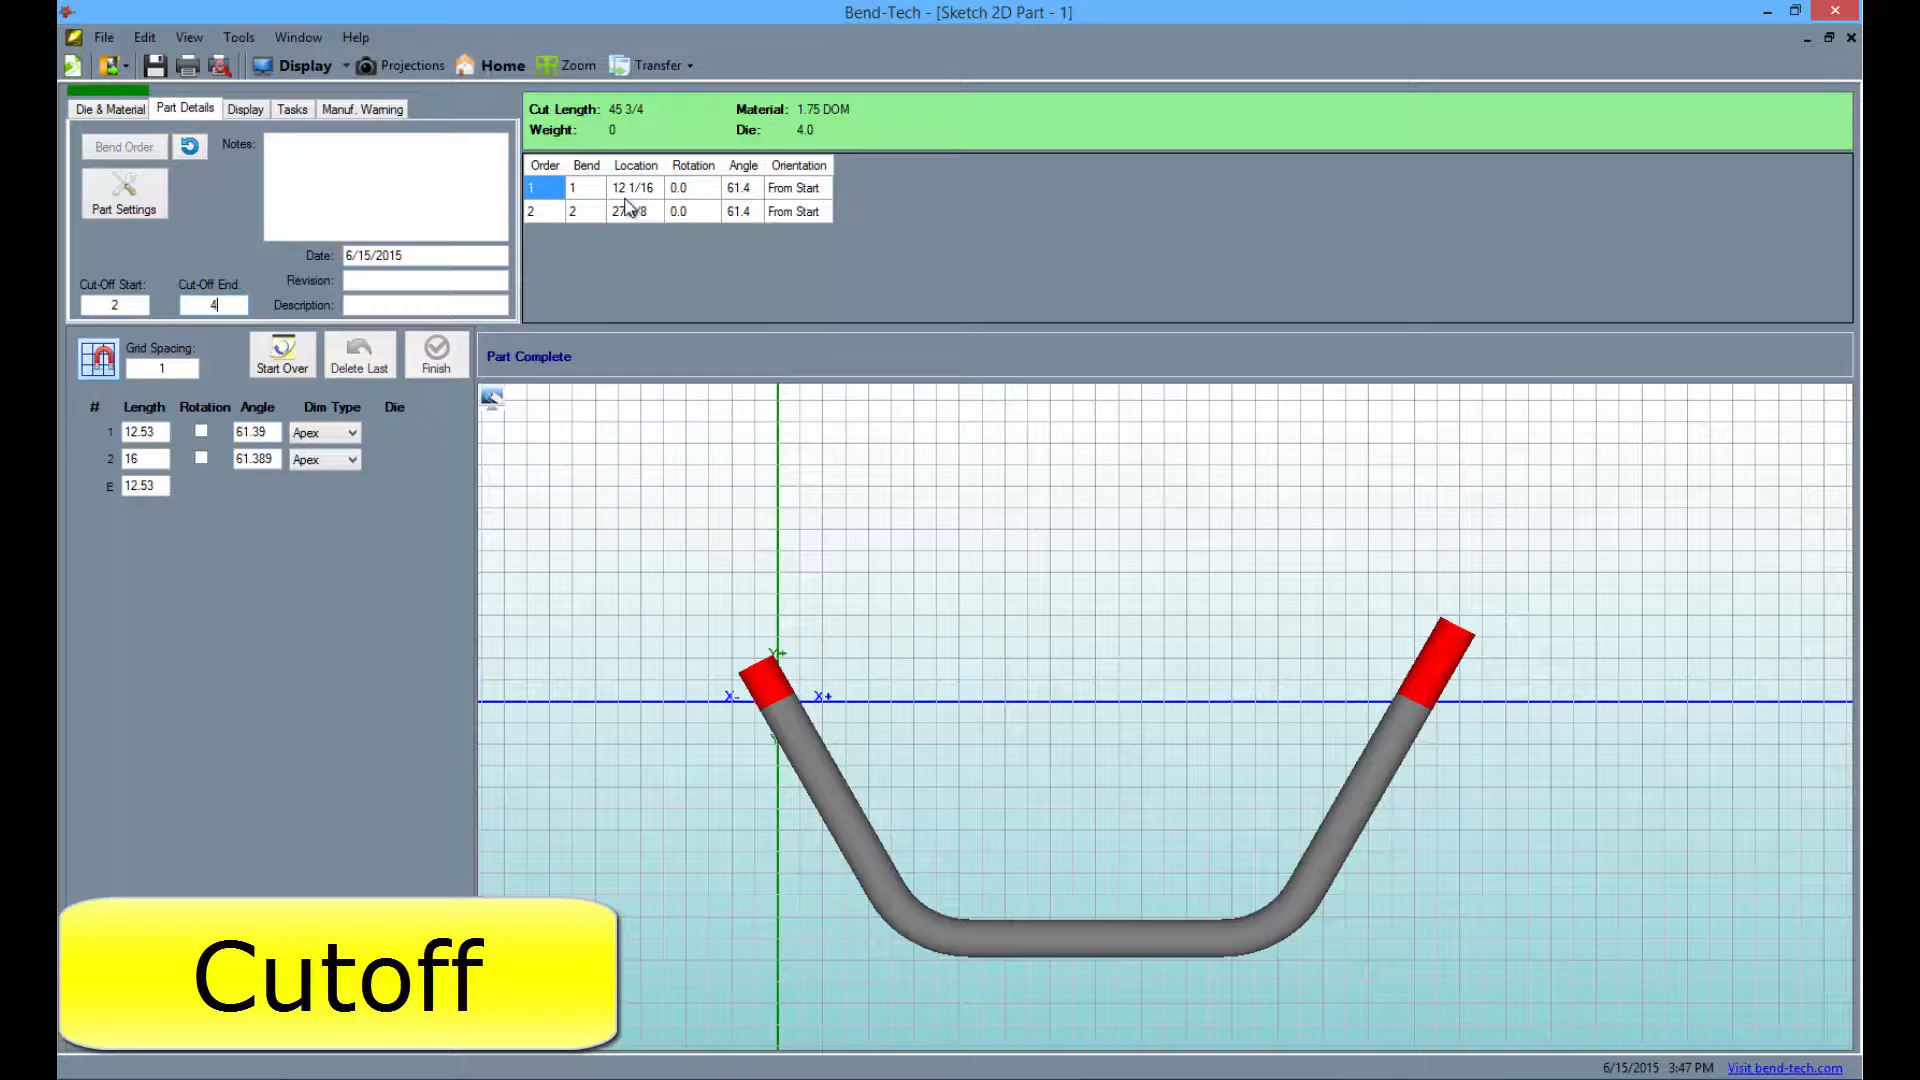 Bend-Tech - [Sketch 2D Part - 1]
File Edit View Tools Window Help
Display Projections Home Zoom Transfer
Die & Material Part Details Display Tasks Manuf. Warning
Bend Order
Notes:
Part Settings
Date: 6/15/2015
Revision:
Description:
Cut-Off Start: Cut-Off End:
2 4
Cut Length: 45 3/4 Material: 1.75 DOM
Weight: 0 Die: 4.0
Order Bend Location Rotation Angle Orientation
1 1 12 1/16 0.0 61.4 From Start
2 2 0.0 61.4 From Start
Grid Spacing:
1
Start Over Delete Last Finish
Part Complete
# Length Rotation Angle Dim Type Die
1 12.53 61.39 Apex
2 16 61.389 Apex
E 12.53
Y+
X- X+
Cutoff
6/15/2015 3:47 PM Visit bend-tech.com